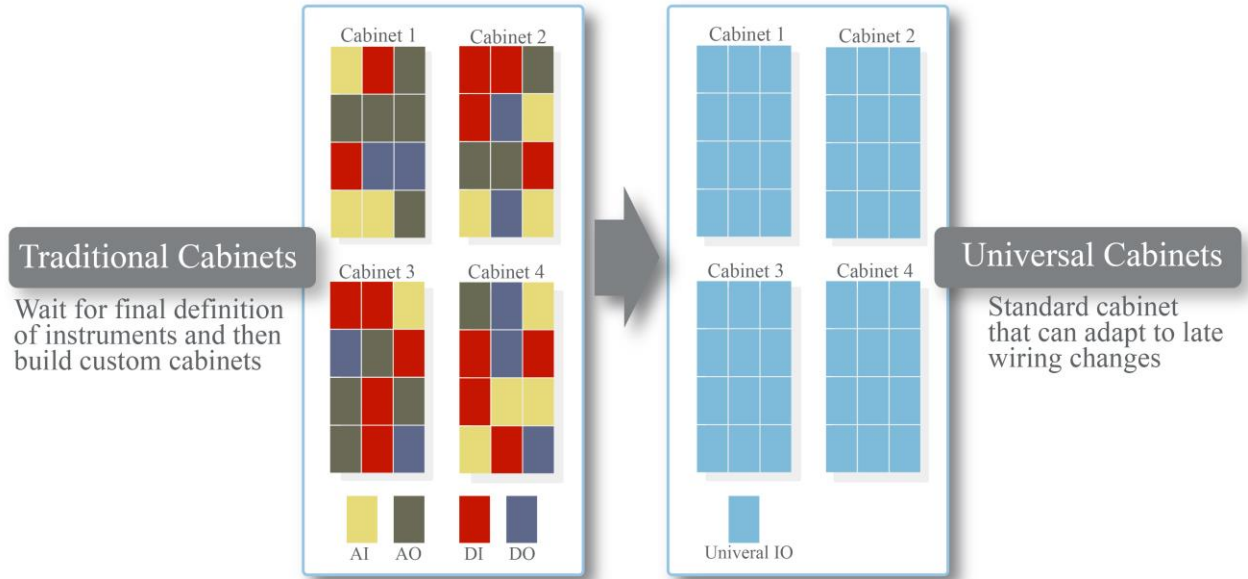 Traditional Cabinets
Wait for final definition
of instruments and then
build custom cabinets
Cabinet 1
Cabinet 2
Cabinet 3
Cabinet 4
AI
AO
DI
DO
Cabinet 1
Cabinet 2
Cabinet 3
Cabinet 4
Univeral IO
Universal Cabinets
Standard cabinet
that can adapt to late
wiring changes